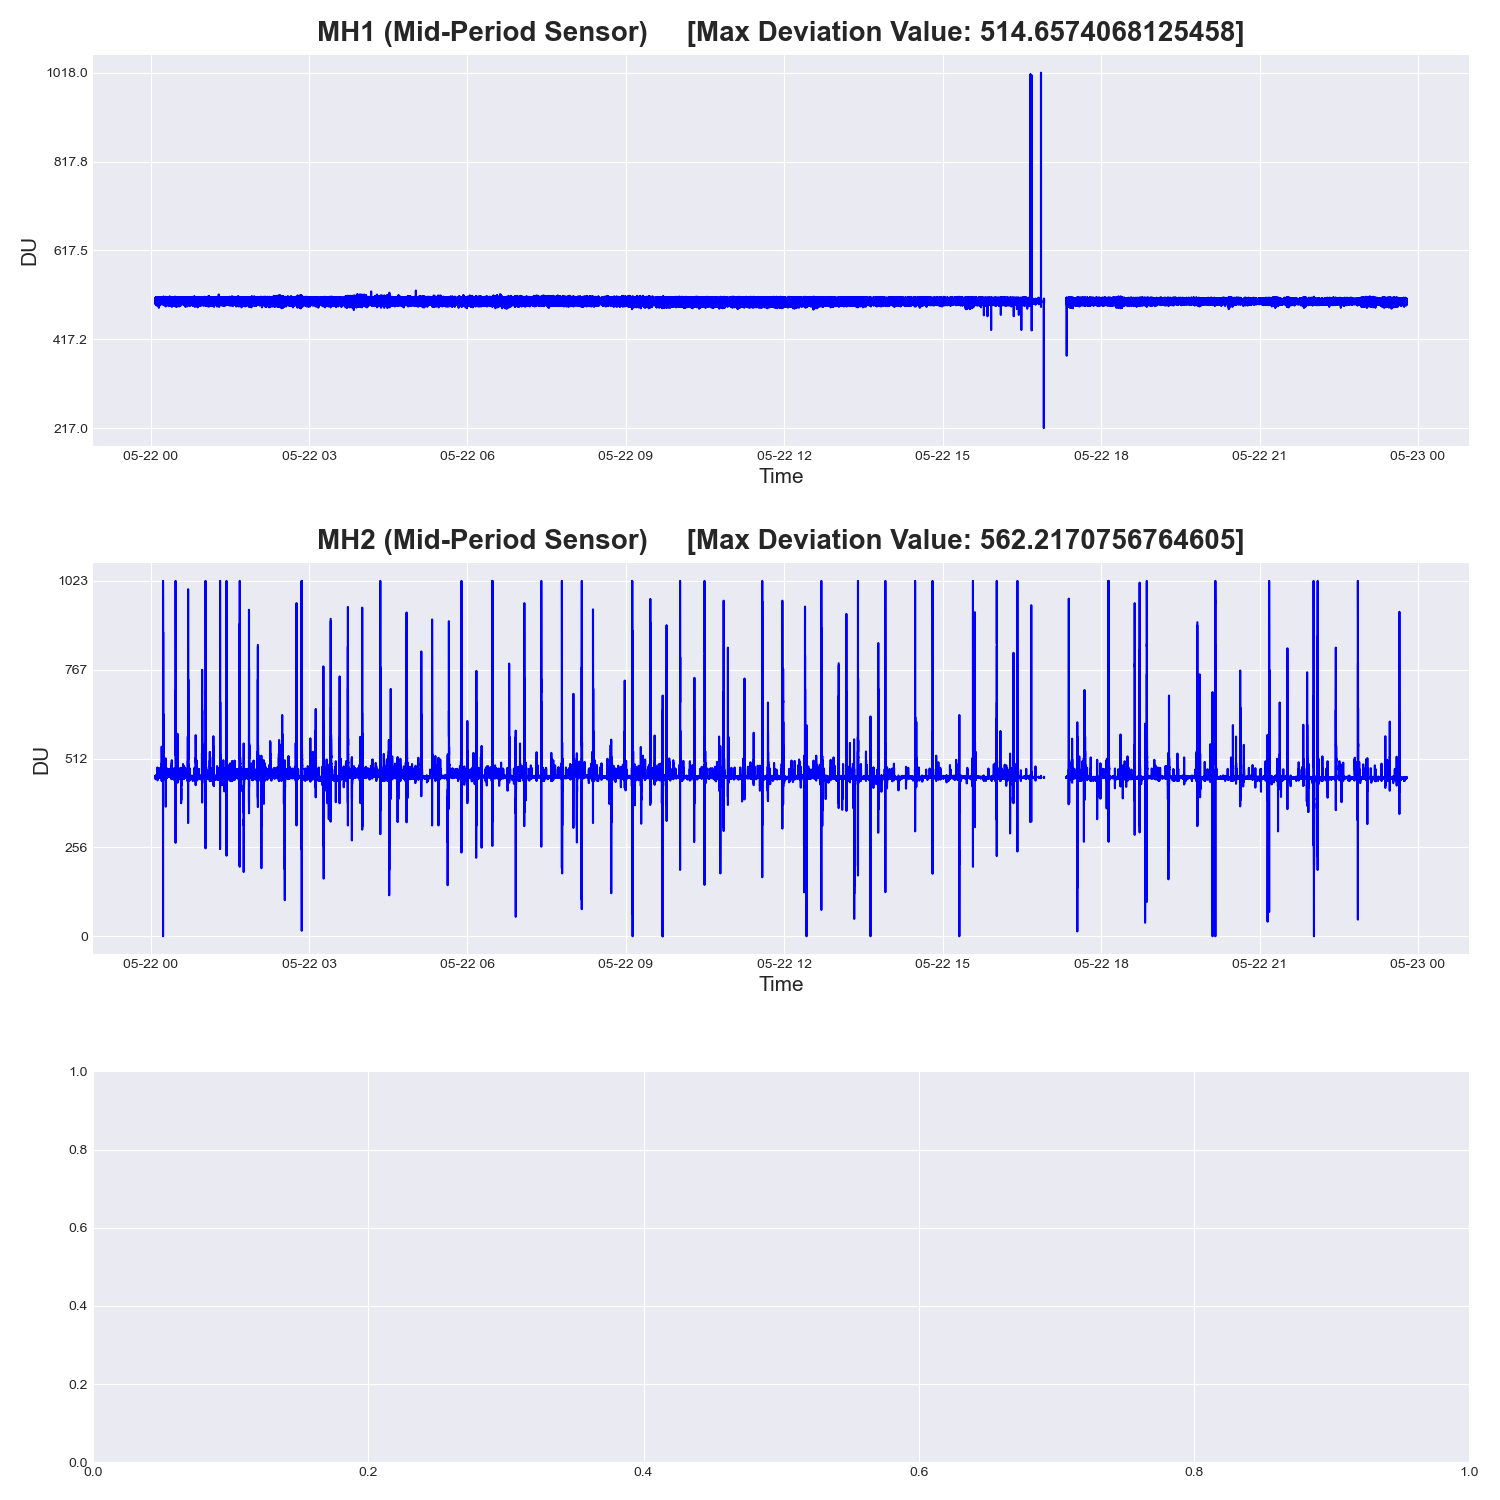 MH1 (Mid-Period Sensor) [Max Deviation Value: 514.6574068125458]
1018.0
817.8
617.5
417.2
217.0
DU
05-22 00 05-22 03 05-22 06 05-22 09 05-22 12 05-22 15 05-22 18 05-22 21 05-23 00
Time
MH2 (Mid-Period Sensor) [Max Deviation Value: 562.2170756764605]
1023
767
512
256
0
DU
05-22 00 05-22 03 05-22 06 05-22 09 05-22 12 05-22 15 05-22 18 05-22 21 05-23 00
Time
1.0
0.8
0.6
0.4
0.2
0.0
0.0 0.2 0.4 0.6 0.8 1.0